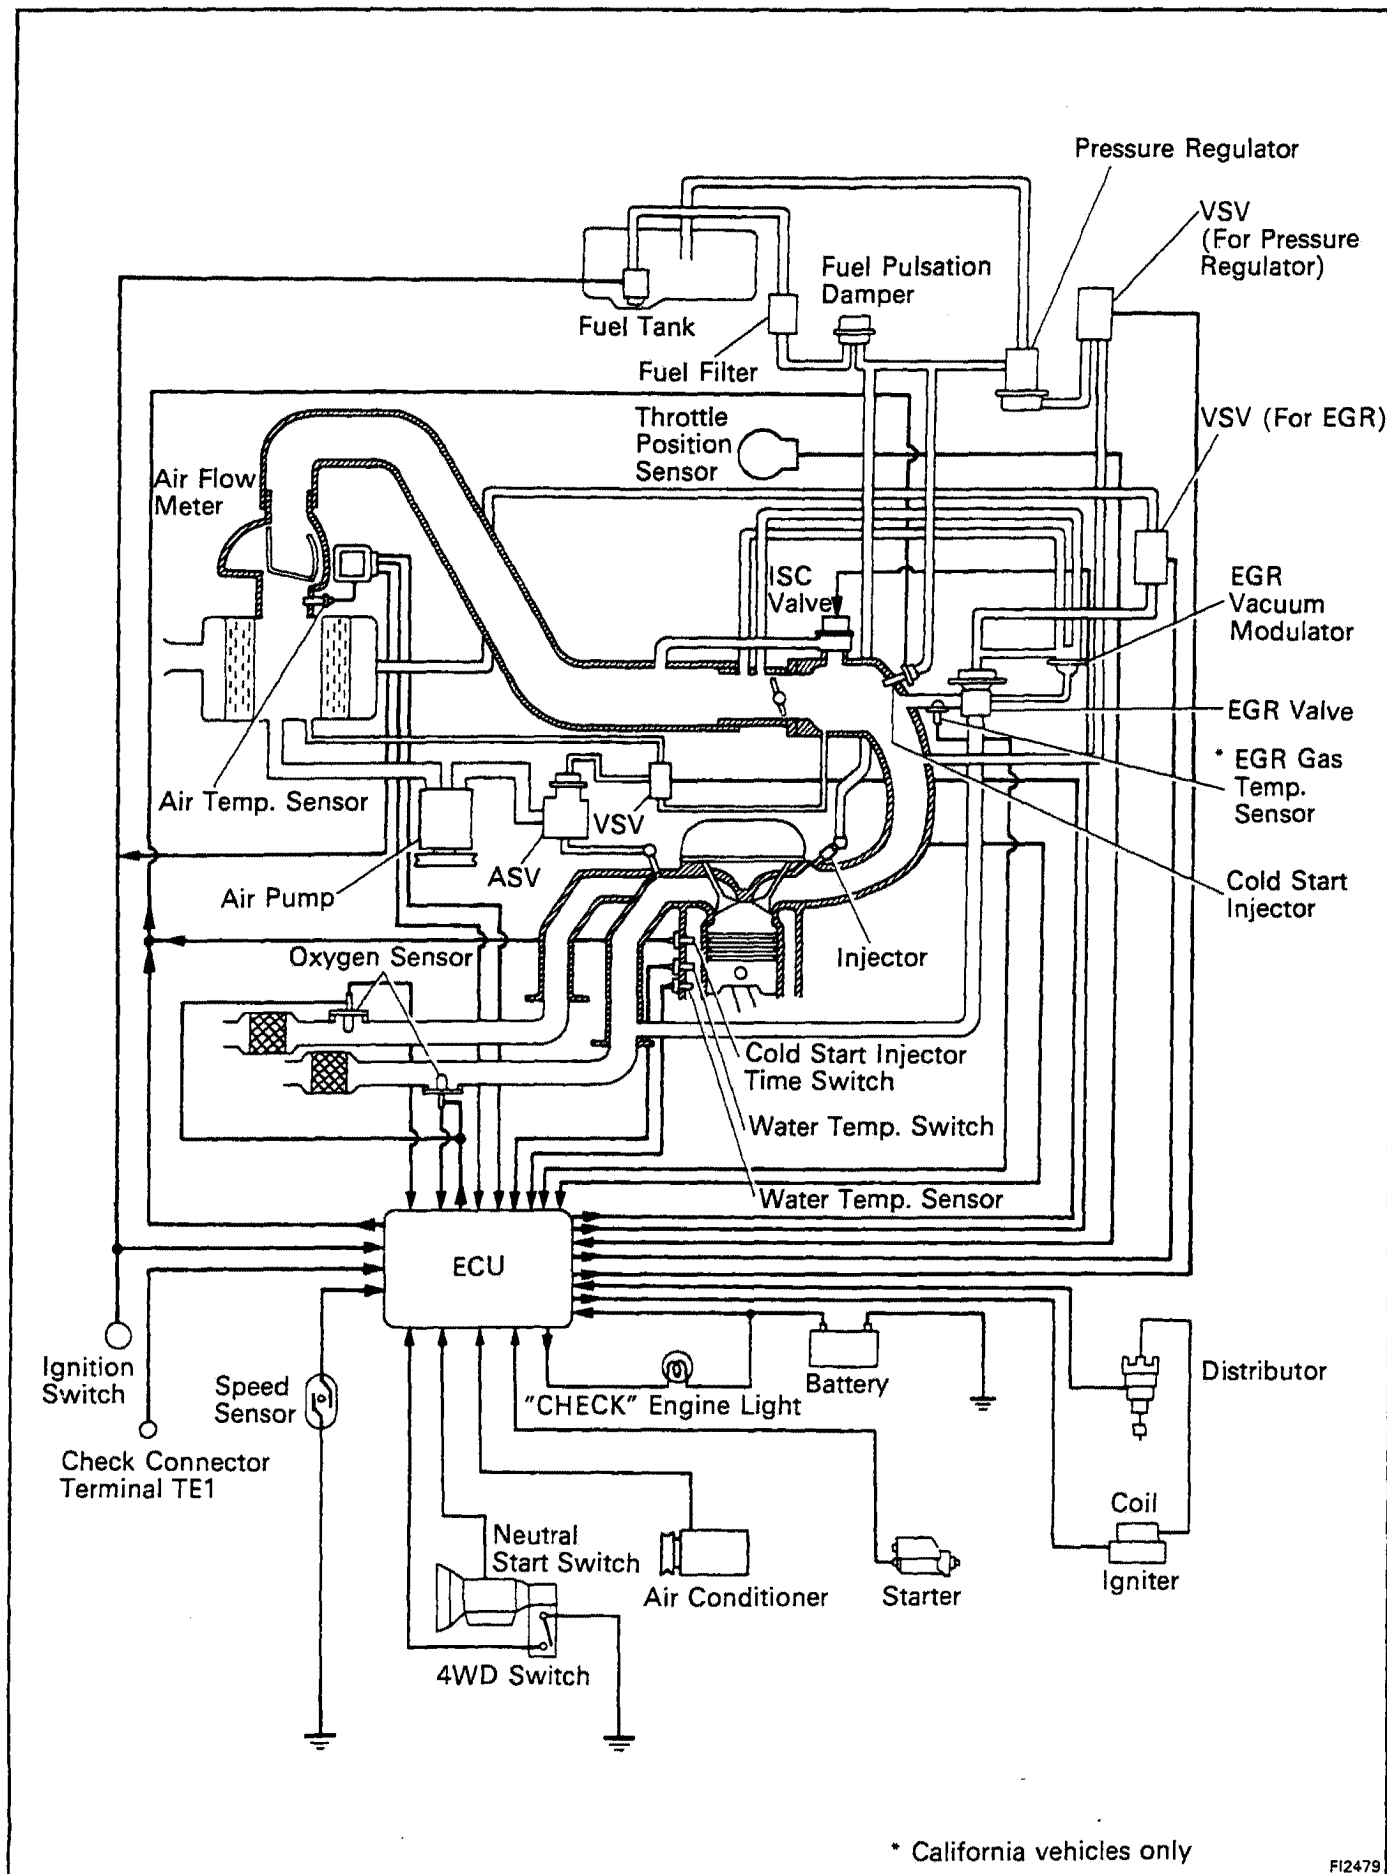 Pressure Regulator
VSV
(For Pressure
Regulator)
Fuel Pulsation
Damper
Fuel Tank
Fuel Filter
Throttle
Position
Sensor
VSV (For EGR)
Air Flow
Meter
ISC
Valve
EGR
Vacuum
Modulator
EGR Valve
* EGR Gas
Temp.
Sensor
Air Temp. Sensor
VSV
ASV
Air Pump
Cold Start
Injector
Oxygen Sensor
Injector
Cold Start Injector
Time Switch
Water Temp. Switch
Water Temp. Sensor
ECU
Ignition
Switch
Speed
Sensor
Battery
Distributor
"CHECK" Engine Light
Check Connector
Terminal TE1
Coil
Neutral
Start Switch
Air Conditioner
Starter
Igniter
4WD Switch
* California vehicles only
FI2479